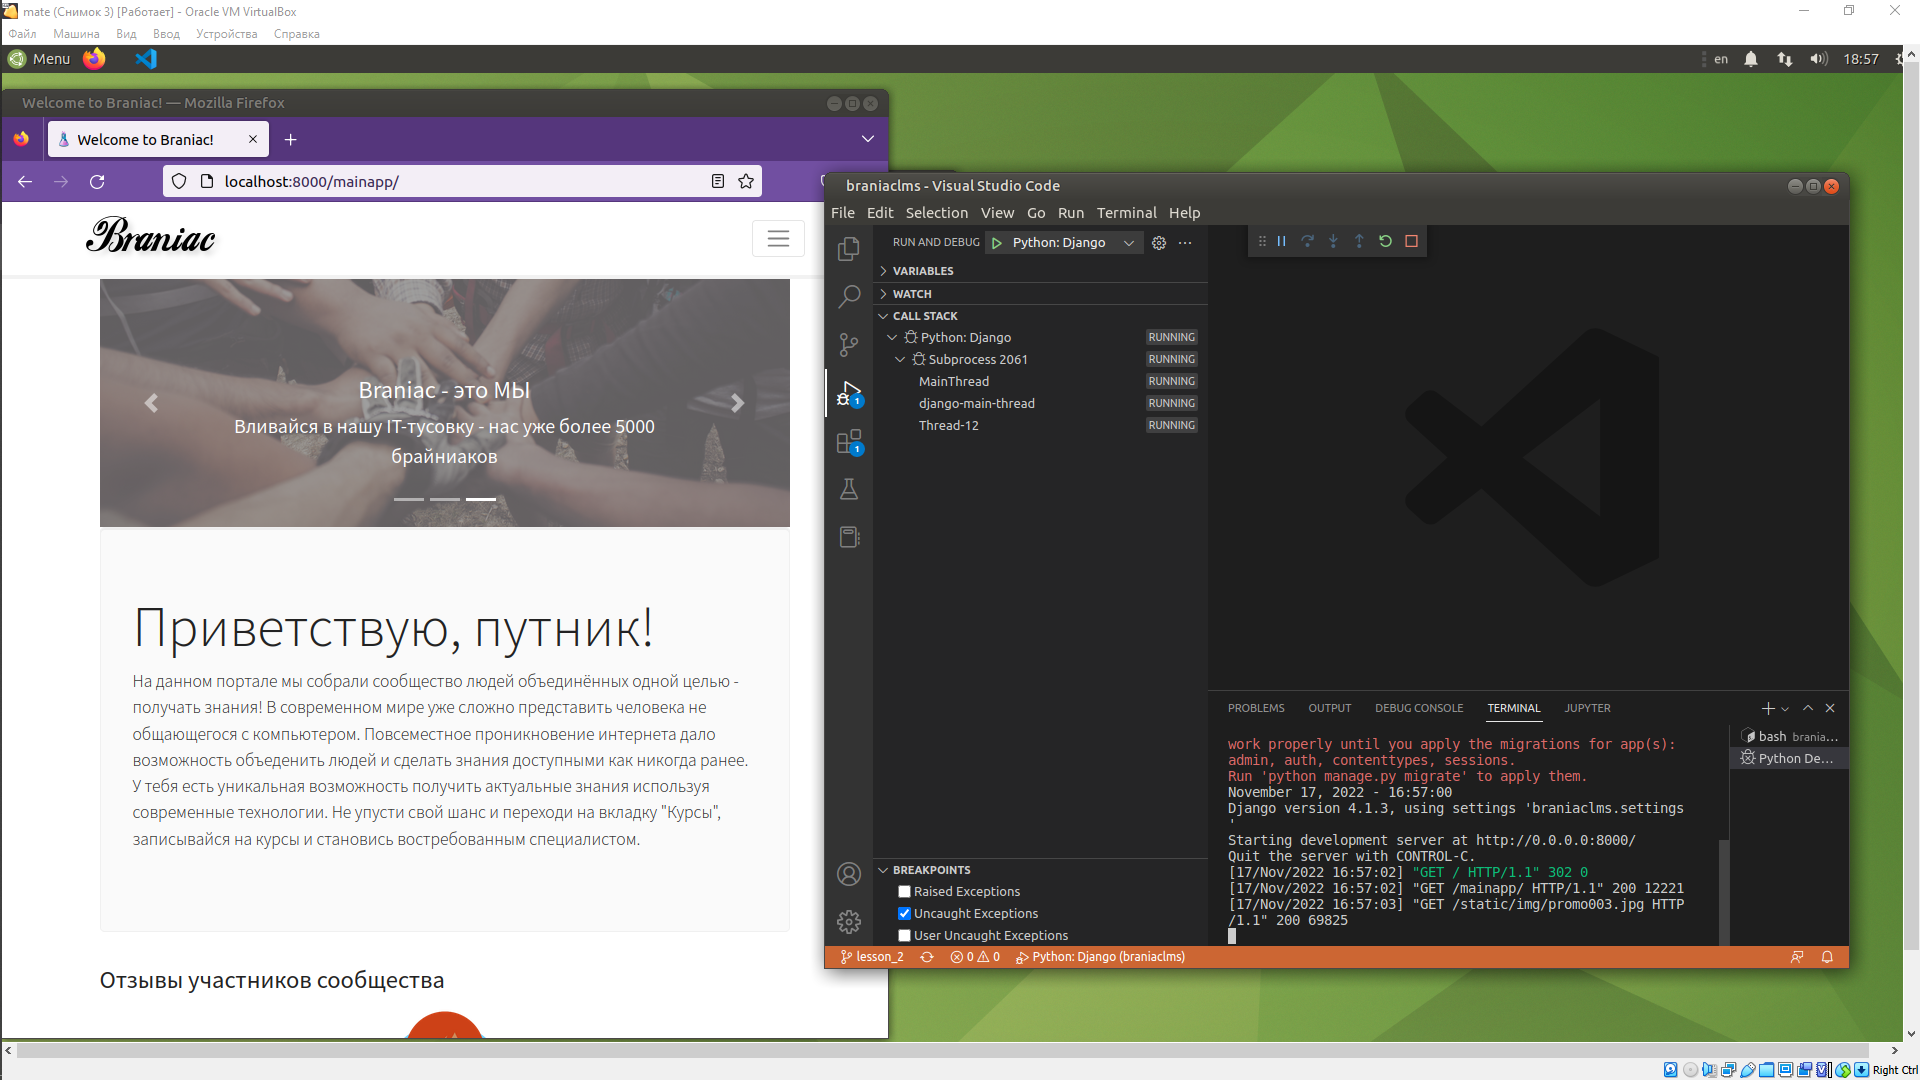 mate (Снимок 3) [Работает] - Oracle VM VirtualBox
Файл Машина Вид Ввод Устройства Справка
Menu
en 18:57
Welcome to Braniac! — Mozilla Firefox
Welcome to Braniac!
localhost:8000/mainapp/
Braniac
Braniac - это МЫ
Вливайся в нашу IT-тусовку - нас уже более 5000
брайниаков
Приветствую, путник!
На данном портале мы собрали сообщество людей объединённых одной целью -
получать знания! В современном мире уже сложно представить человека не
общающегося с компьютером. Повсеместное проникновение интернета дало
возможность объеденить людей и сделать знания доступными как никогда ранее.
У тебя есть уникальная возможность получить актуальные знания используя
современные технологии. Не упусти свой шанс и переходи на вкладку "Курсы",
записывайся на курсы и становись востребованным специалистом.
Отзывы участников сообщества
braniaclms - Visual Studio Code
File Edit Selection View Go Run Terminal Help
RUN AND DEBUG Python: Django
VARIABLES
WATCH
CALL STACK
Python: Django RUNNING
Subprocess 2061 RUNNING
MainThread RUNNING
django-main-thread RUNNING
Thread-12 RUNNING
1
1
BREAKPOINTS
Raised Exceptions
Uncaught Exceptions
User Uncaught Exceptions
PROBLEMS OUTPUT DEBUG CONSOLE TERMINAL JUPYTER
work properly until you apply the migrations for app(s):
admin, auth, contenttypes, sessions.
Run 'python manage.py migrate' to apply them.
November 17, 2022 - 16:57:00
Django version 4.1.3, using settings 'braniaclms.settings
'
Starting development server at http://0.0.0.0:8000/
Quit the server with CONTROL-C.
[17/Nov/2022 16:57:02] "GET / HTTP/1.1" 302 0
[17/Nov/2022 16:57:02] "GET /mainapp/ HTTP/1.1" 200 12221
[17/Nov/2022 16:57:03] "GET /static/img/promo003.jpg HTTP
/1.1" 200 69825
bash brania...
Python De...
lesson_2 0 0 Python: Django (braniaclms)
Right Ctrl